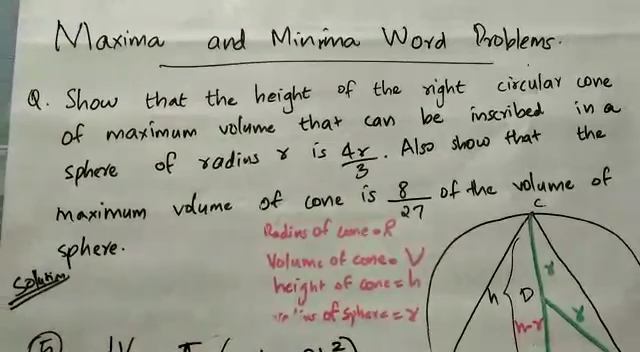 Maxima and Minima Word Problems.
Q. Show that the height of the right circular cone
of maximum volume that can be inscribed in a
sphere of radius r is 4r/3. Also show that the
maximum volume of cone is 8/27 of the volume of
sphere.
Radius of cone = R
Volume of cone = V
height of cone = h
radius of sphere = r
Solution
C
h
r
D
r
h-r
5
dV
π